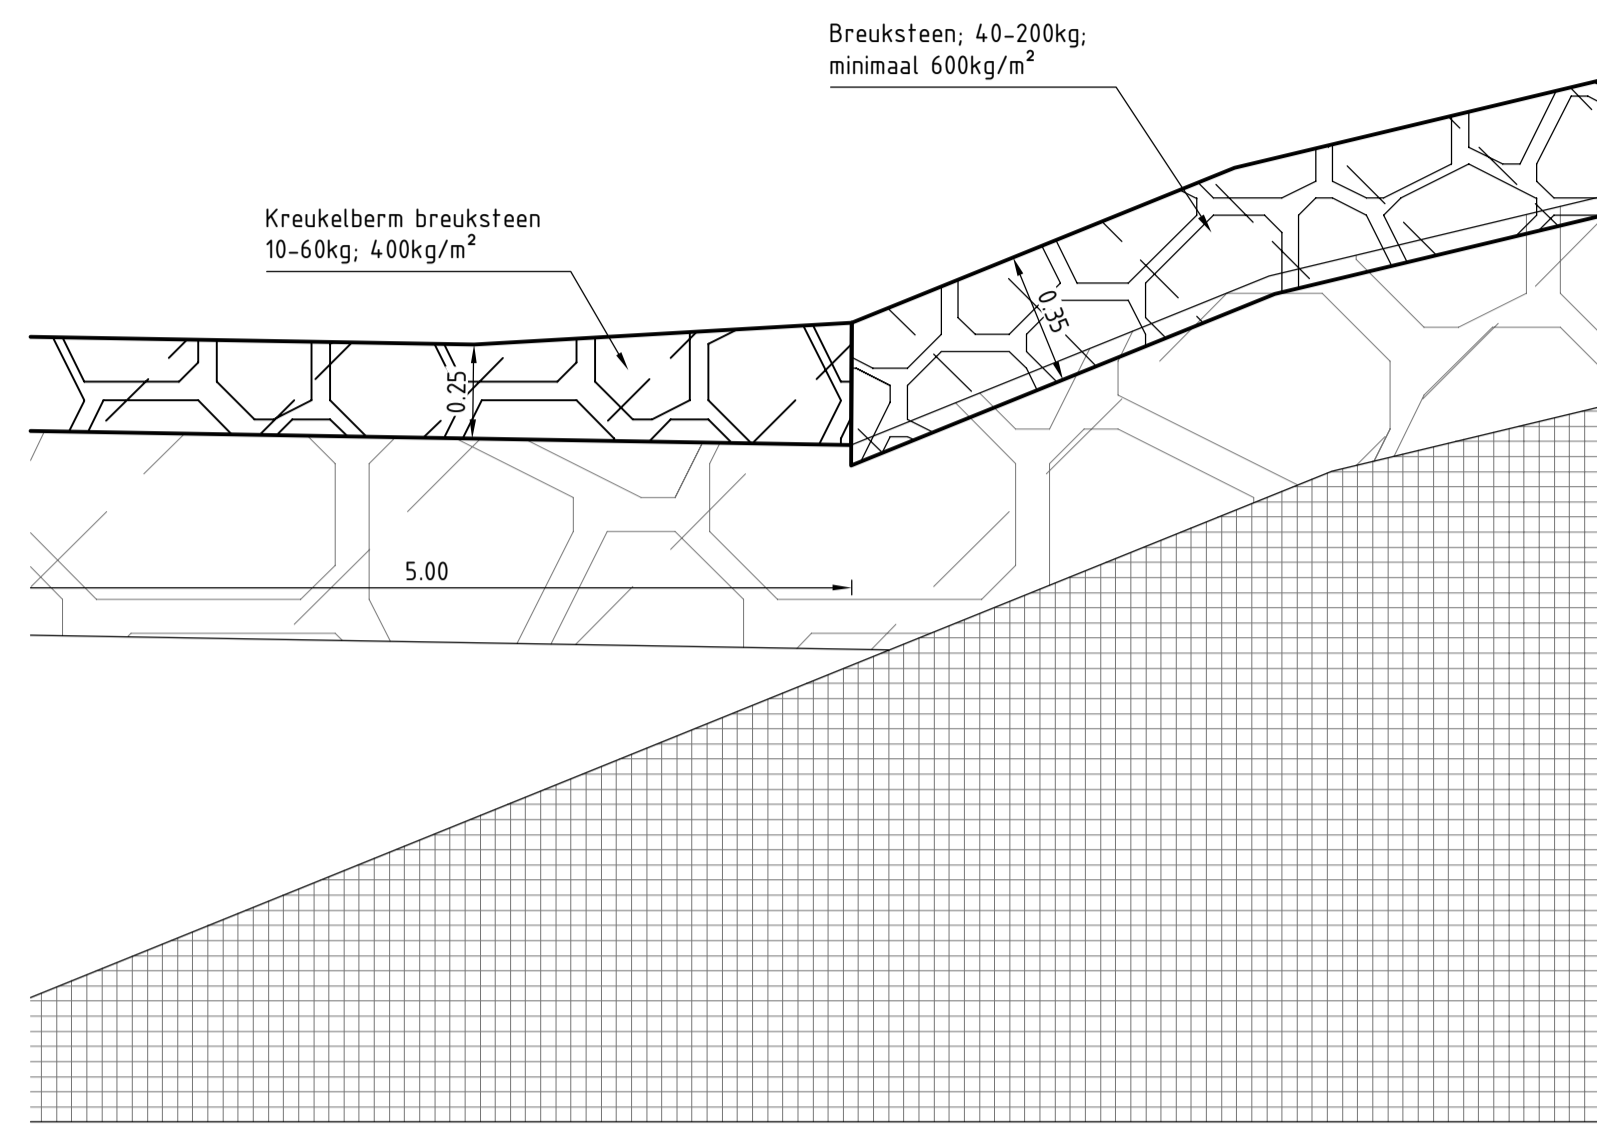 Breuksteen; 40-200kg;
minimaal 600kg/m²
Kreukelberm breuksteen
10-60kg; 400kg/m²
0.35
0.25
5.00